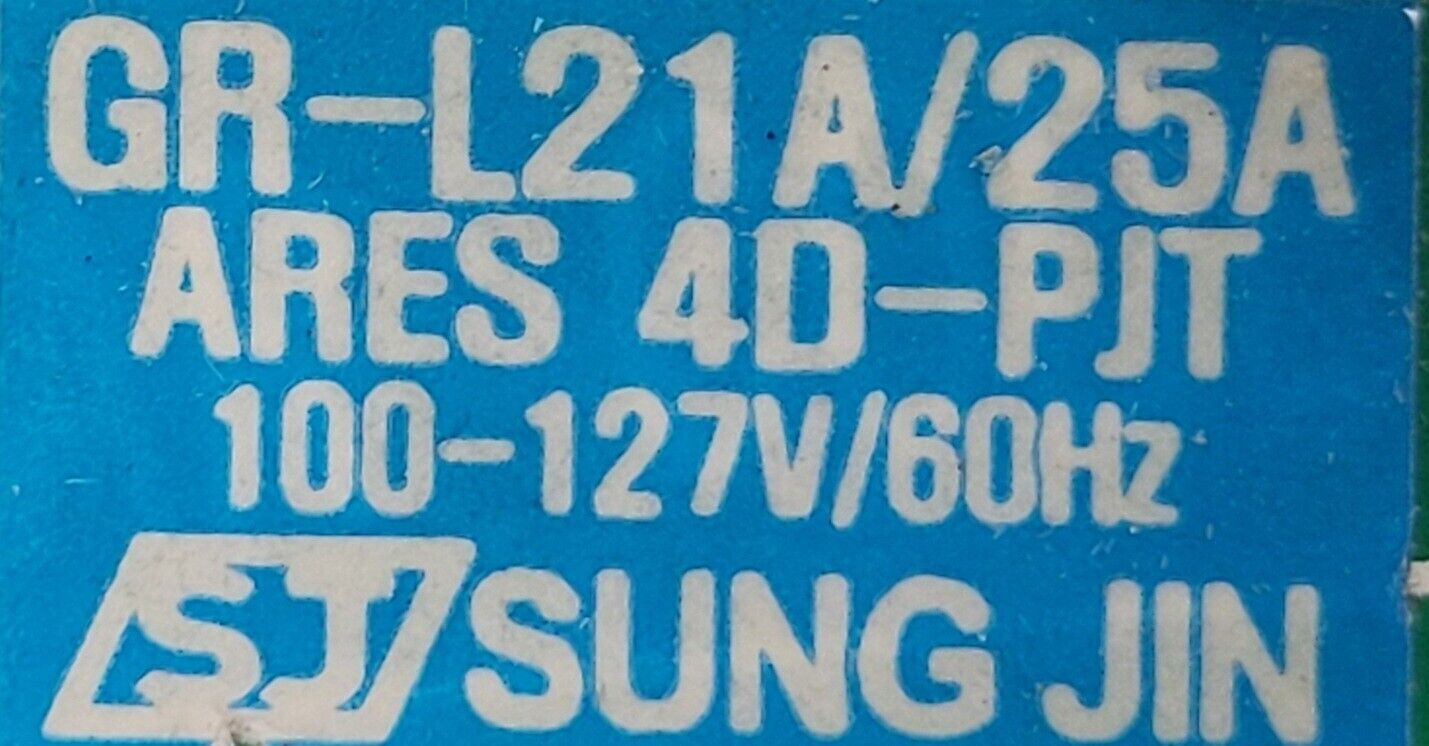 GR-L21A/25A
ARES 4D-PJT
100-127V/60Hz
SJ SUNG JIN